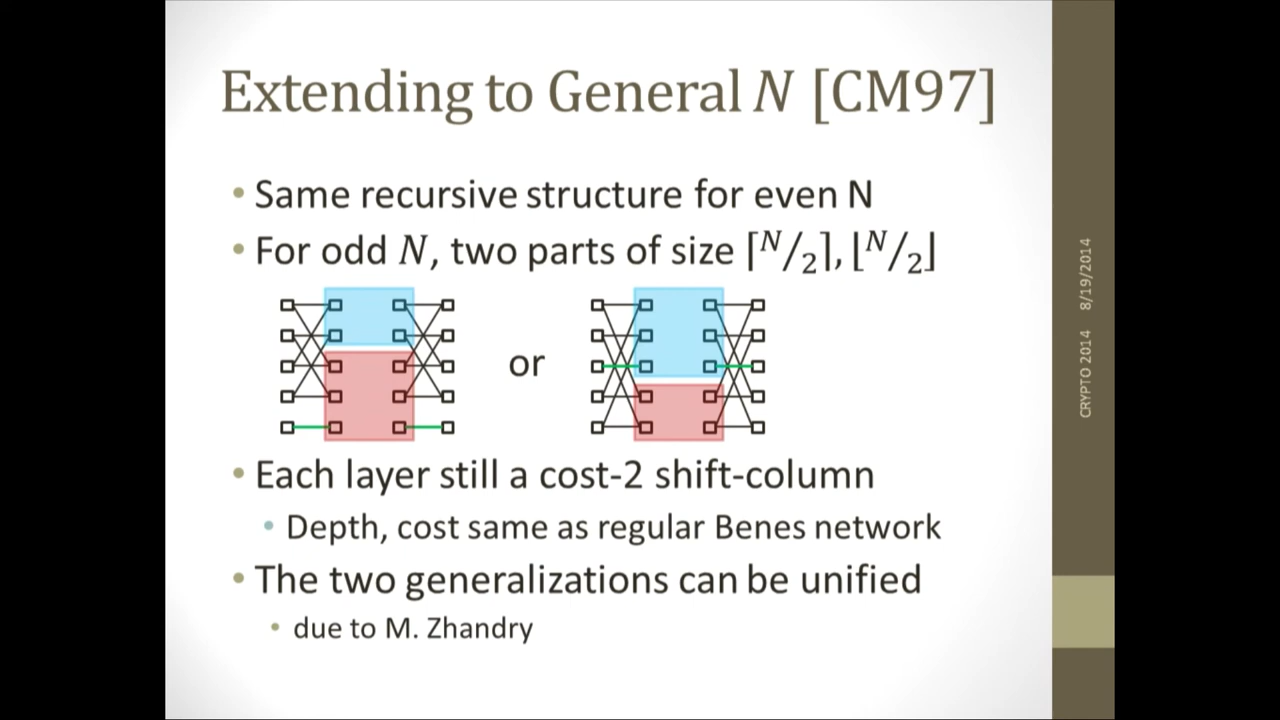 Extending to General N [CM97]
• Same recursive structure for even N
• For odd N, two parts of size ⌈N/2⌉, ⌊N/2⌋
or
• Each layer still a cost-2 shift-column
• Depth, cost same as regular Benes network
• The two generalizations can be unified
• due to M. Zhandry
CRYPTO 2014 8/19/2014